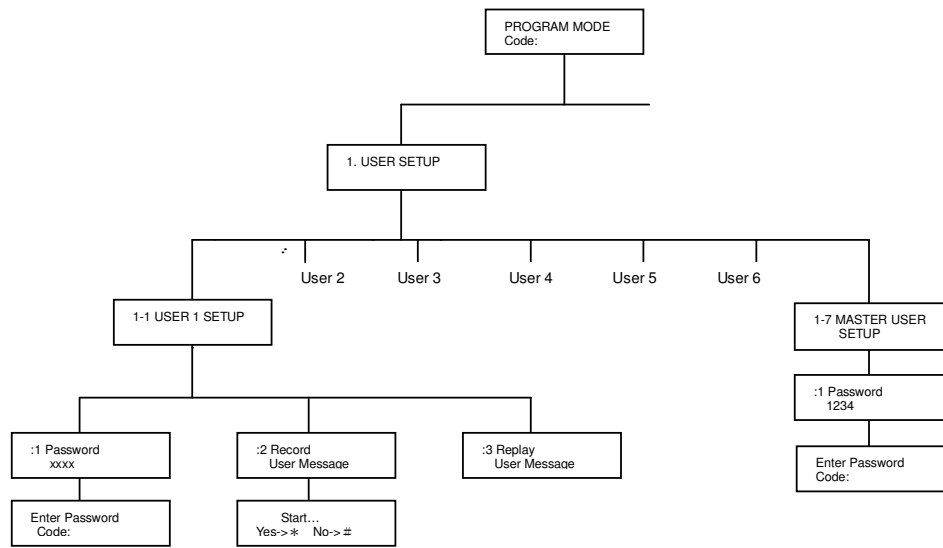 PROGRAM MODE
Code:
1. USER SETUP
User 2
User 3
User 4
User 5
User 6
1-1 USER 1 SETUP
1-7 MASTER USER
SETUP
:1 Password
1234
:1 Password
xxxx
:2 Record
User Message
:3 Replay
User Message
Enter Password
Code:
Enter Password
Code:
Start...
Yes->* No->#